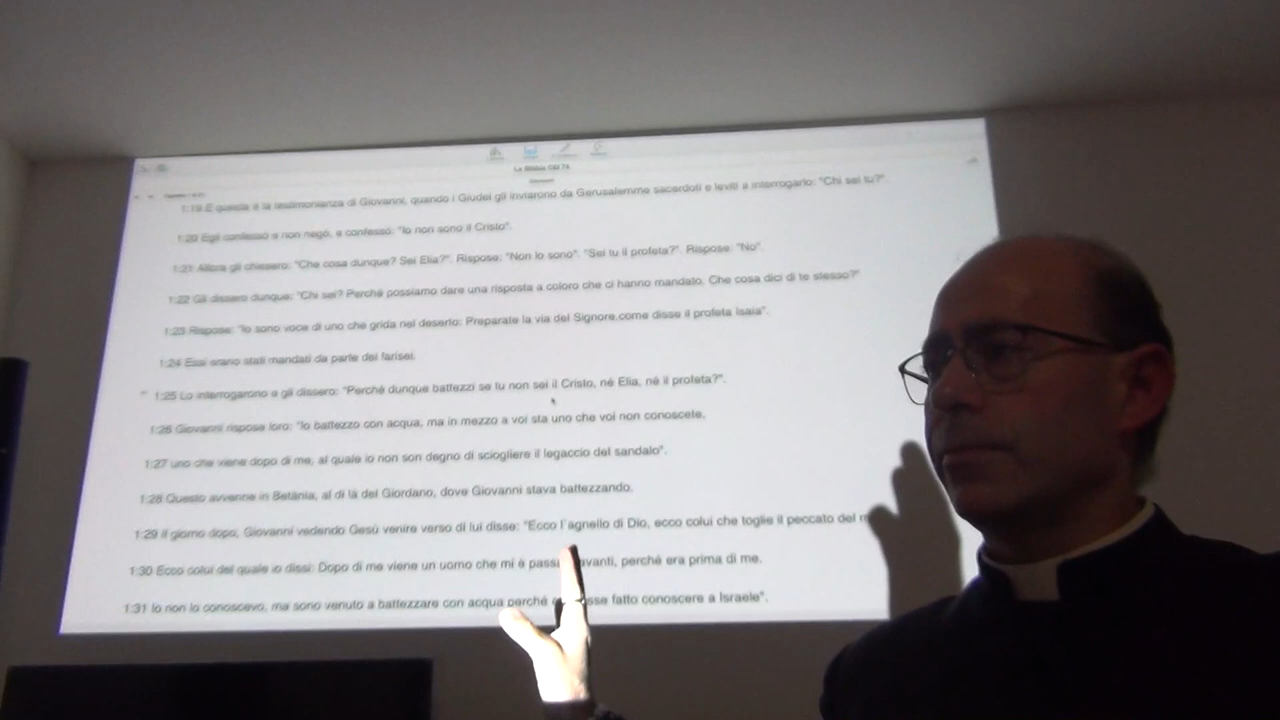 La Bibbia CEI 74
1:19 E questa è la testimonianza di Giovanni, quando i Giudei gli inviarono da Gerusalemme sacerdoti e leviti a interrogarlo: "Chi sei tu?".
1:20 Egli confessò e non negò, e confessò: "Io non sono il Cristo".
1:21 Allora gli chiesero: "Che cosa dunque? Sei Elia?". Rispose: "Non lo sono". "Sei tu il profeta?". Rispose: "No".
1:22 Gli dissero dunque: "Chi sei? Perché possiamo dare una risposta a coloro che ci hanno mandato. Che cosa dici di te stesso?"
1:23 Rispose: "Io sono voce di uno che grida nel deserto: Preparate la via del Signore,come disse il profeta Isaia".
1:24 Essi erano stati mandati da parte dei farisei.
1:25 Lo interrogarono e gli dissero: "Perché dunque battezzi se tu non sei il Cristo, né Elia, né il profeta?".
1:26 Giovanni rispose loro: "Io battezzo con acqua, ma in mezzo a voi sta uno che voi non conoscete,
1:27 uno che viene dopo di me, al quale io non son degno di sciogliere il legaccio del sandalo".
1:28 Questo avvenne in Betània, al di là del Giordano, dove Giovanni stava battezzando.
1:29 Il giorno dopo, Giovanni vedendo Gesù venire verso di lui disse: "Ecco l'agnello di Dio, ecco colui che toglie il peccato del
1:30 Ecco colui del quale io dissi: Dopo di me viene un uomo che mi è passa avanti, perché era prima di me.
1:31 Io non lo conoscevo, ma sono venuto a battezzare con acqua perché sse fatto conoscere a Israele".